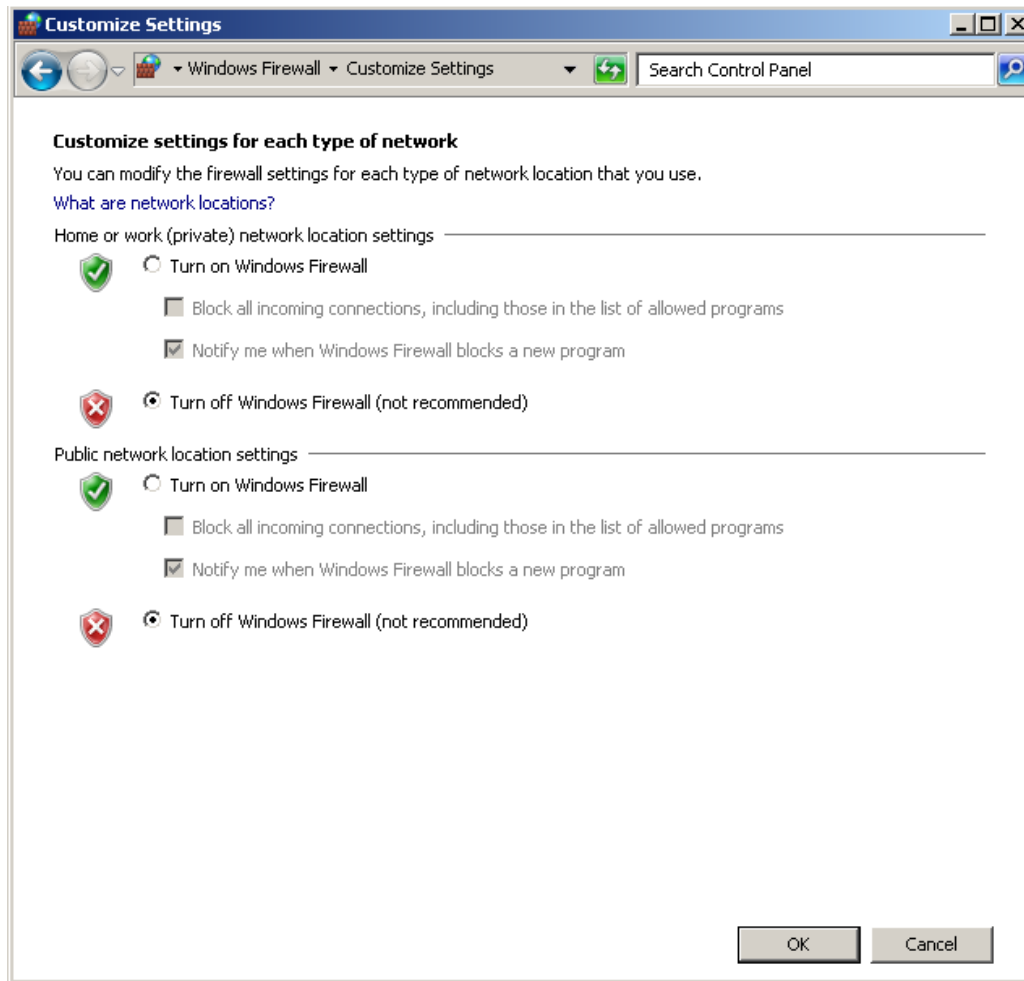 Customize Settings
Windows Firewall Customize Settings Search Control Panel
Customize settings for each type of network
You can modify the firewall settings for each type of network location that you use.
What are network locations?
Home or work (private) network location settings
Turn on Windows Firewall
Block all incoming connections, including those in the list of allowed programs
Notify me when Windows Firewall blocks a new program
Turn off Windows Firewall (not recommended)
Public network location settings
Turn on Windows Firewall
Block all incoming connections, including those in the list of allowed programs
Notify me when Windows Firewall blocks a new program
Turn off Windows Firewall (not recommended)
OK Cancel